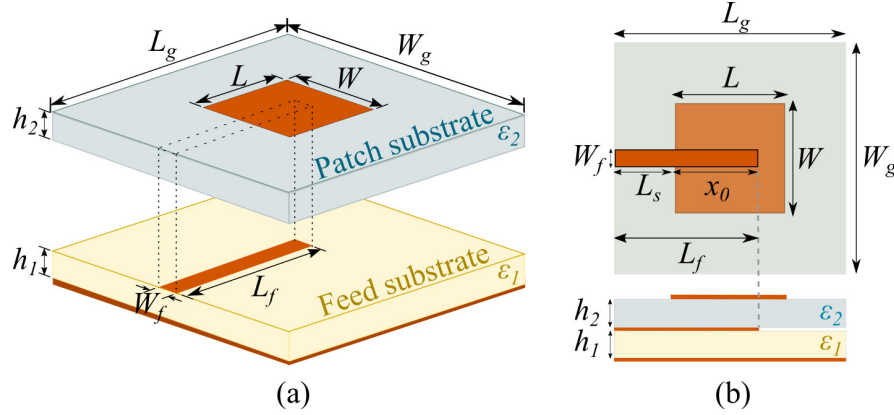 L_g
W_g
L
W
h_2
Patch substrate
ε_2
h_1
Feed substrate
ε_1
W_f
L_f
(a)
L_g
L
W_f
W
W_g
L_s
x_0
L_f
h_2
ε_2
h_1
ε_1
(b)